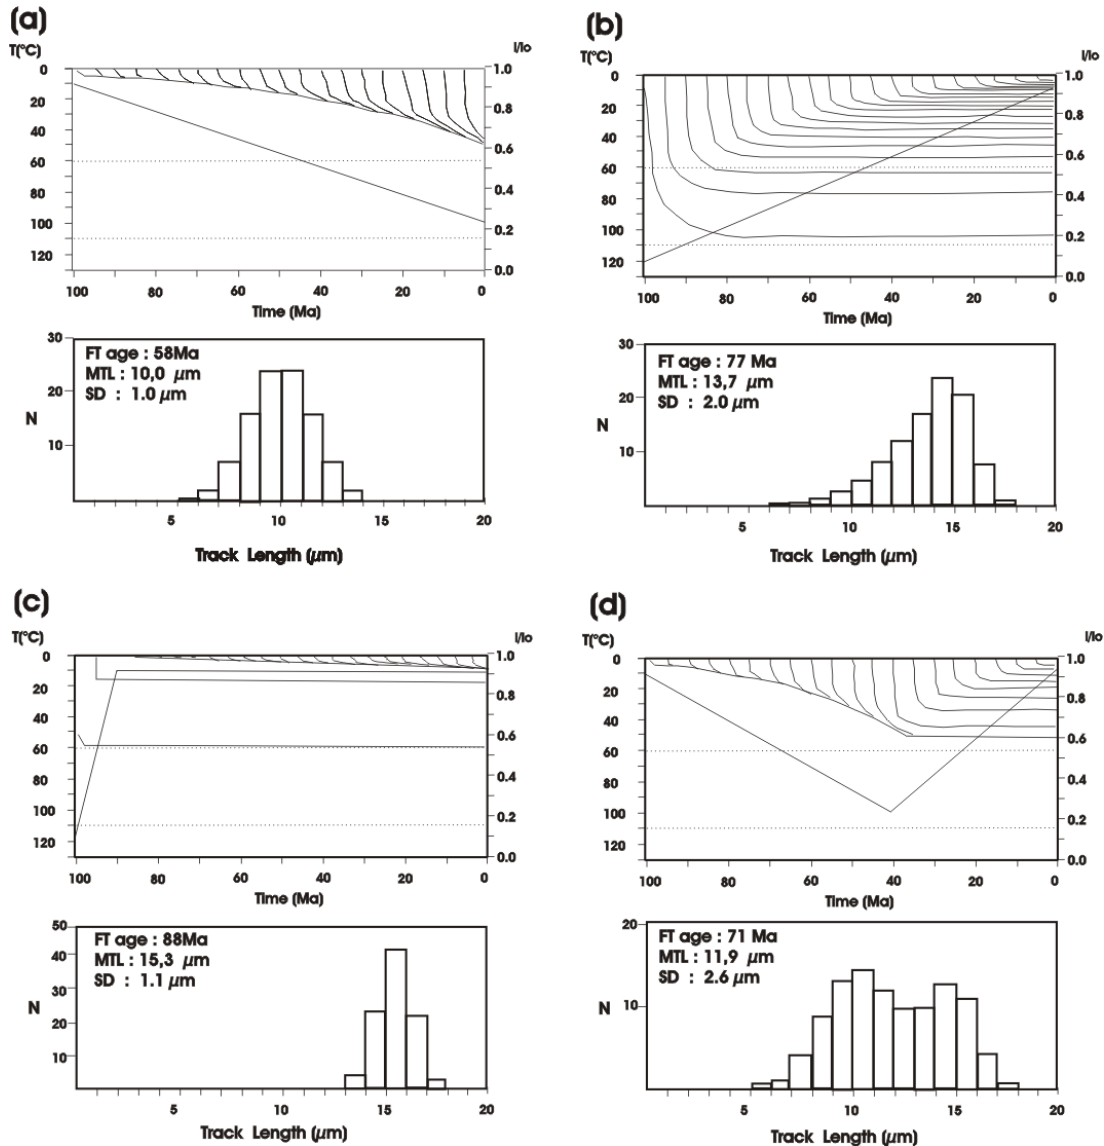 (a)
T(°C)
l/lo
0
20
40
60
80
100
120
1.0
0.8
0.6
0.4
0.2
0.0
100
80
60
40
20
0
Time (Ma)
30
20
10
N
FT age : 58Ma
MTL : 10,0 µm
SD : 1.0 µm
5
10
15
20
Track Length (µm)
(b)
T(°C)
l/lo
0
20
40
60
80
100
120
1.0
0.8
0.6
0.4
0.2
0.0
100
80
60
40
20
0
Time (Ma)
30
20
10
N
FT age : 77 Ma
MTL : 13,7 µm
SD : 2.0 µm
5
10
15
20
Track Length (µm)
(c)
T(°C)
l/lo
0
20
40
60
80
100
120
1.0
0.8
0.6
0.4
0.2
0.0
100
80
60
40
20
0
Time (Ma)
50
40
30
20
10
N
FT age : 88Ma
MTL : 15,3 µm
SD : 1.1 µm
5
10
15
20
Track Length (µm)
(d)
T(°C)
l/lo
0
20
40
60
80
100
120
1.0
0.8
0.6
0.4
0.2
0.0
100
80
60
40
20
0
Time (Ma)
20
10
N
FT age : 71 Ma
MTL : 11,9 µm
SD : 2.6 µm
5
10
15
20
Track Length (µm)